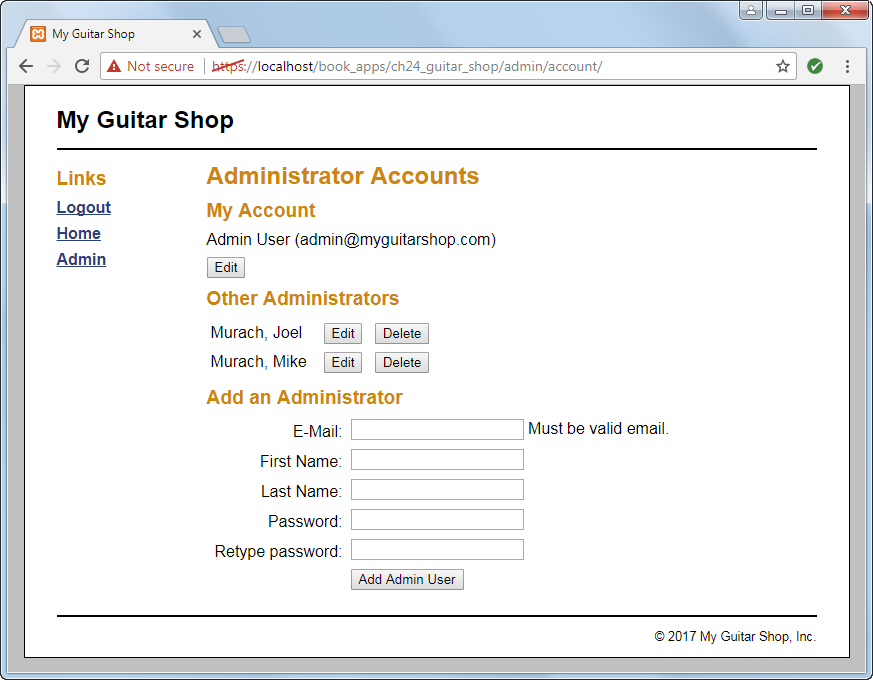 My Guitar Shop
Not secure https://localhost/book_apps/ch24_guitar_shop/admin/account/
My Guitar Shop
Links
Logout
Home
Admin
Administrator Accounts
My Account
Admin User (admin@myguitarshop.com)
Edit
Other Administrators
Murach, Joel Edit Delete
Murach, Mike Edit Delete
Add an Administrator
E-Mail: Must be valid email.
First Name:
Last Name:
Password:
Retype password:
Add Admin User
© 2017 My Guitar Shop, Inc.